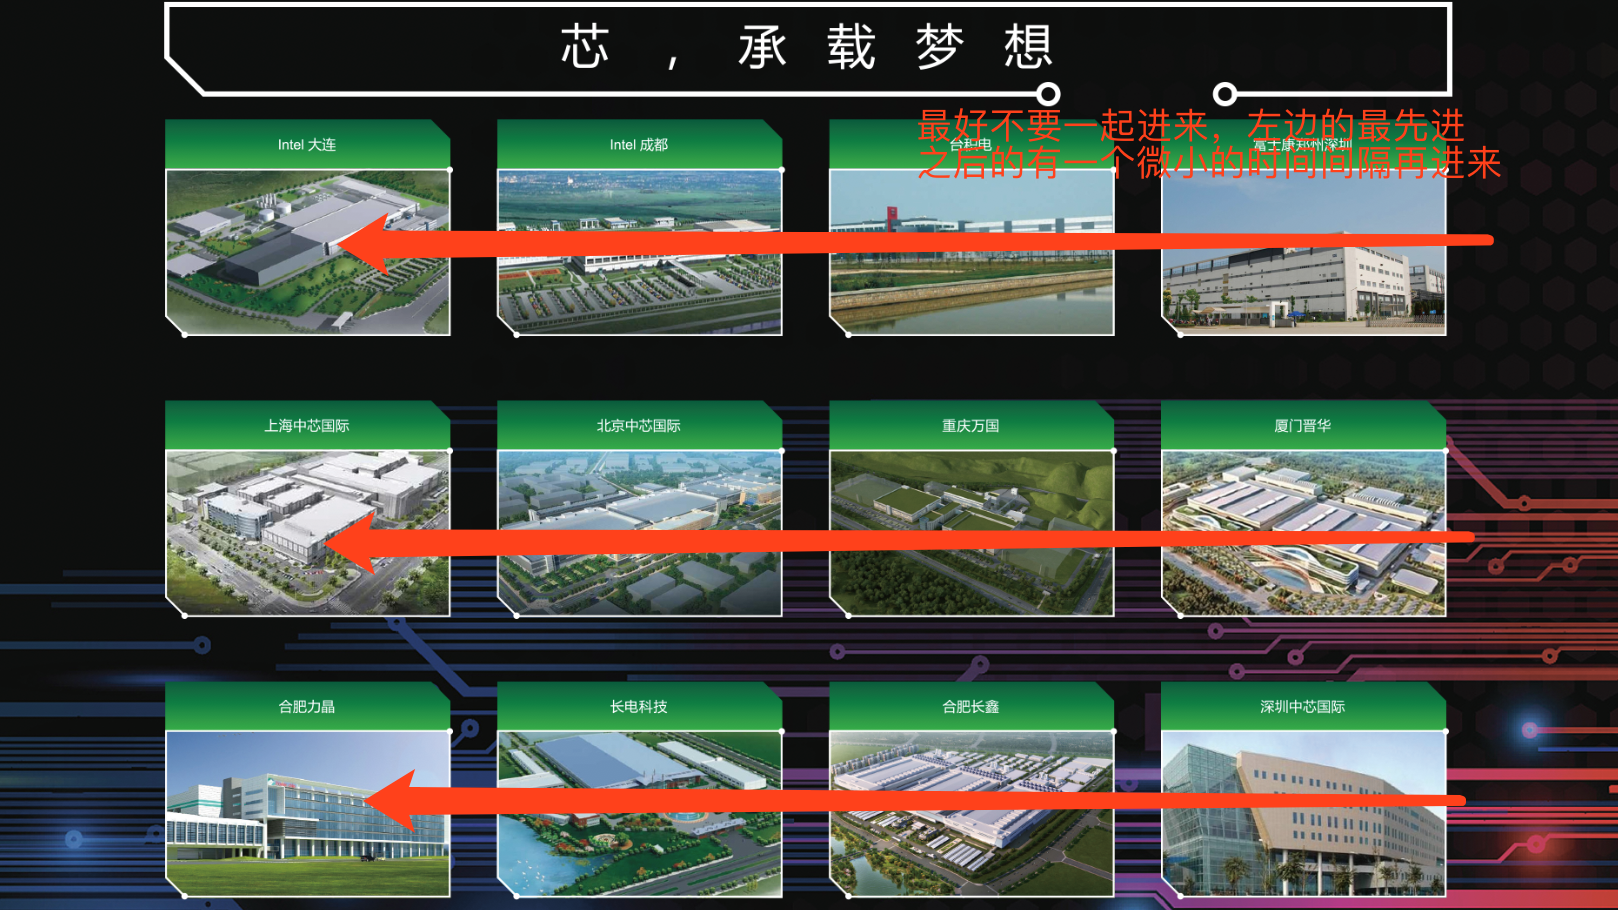 芯，承载梦想
最好不要一起进来，左边的最先进
之后的有一个微小的时间间隔再进来
Intel 大连
Intel 成都
台积电
富士康郑州深圳
上海中芯国际
北京中芯国际
重庆万国
厦门晋华
合肥力晶
长电科技
合肥长鑫
深圳中芯国际